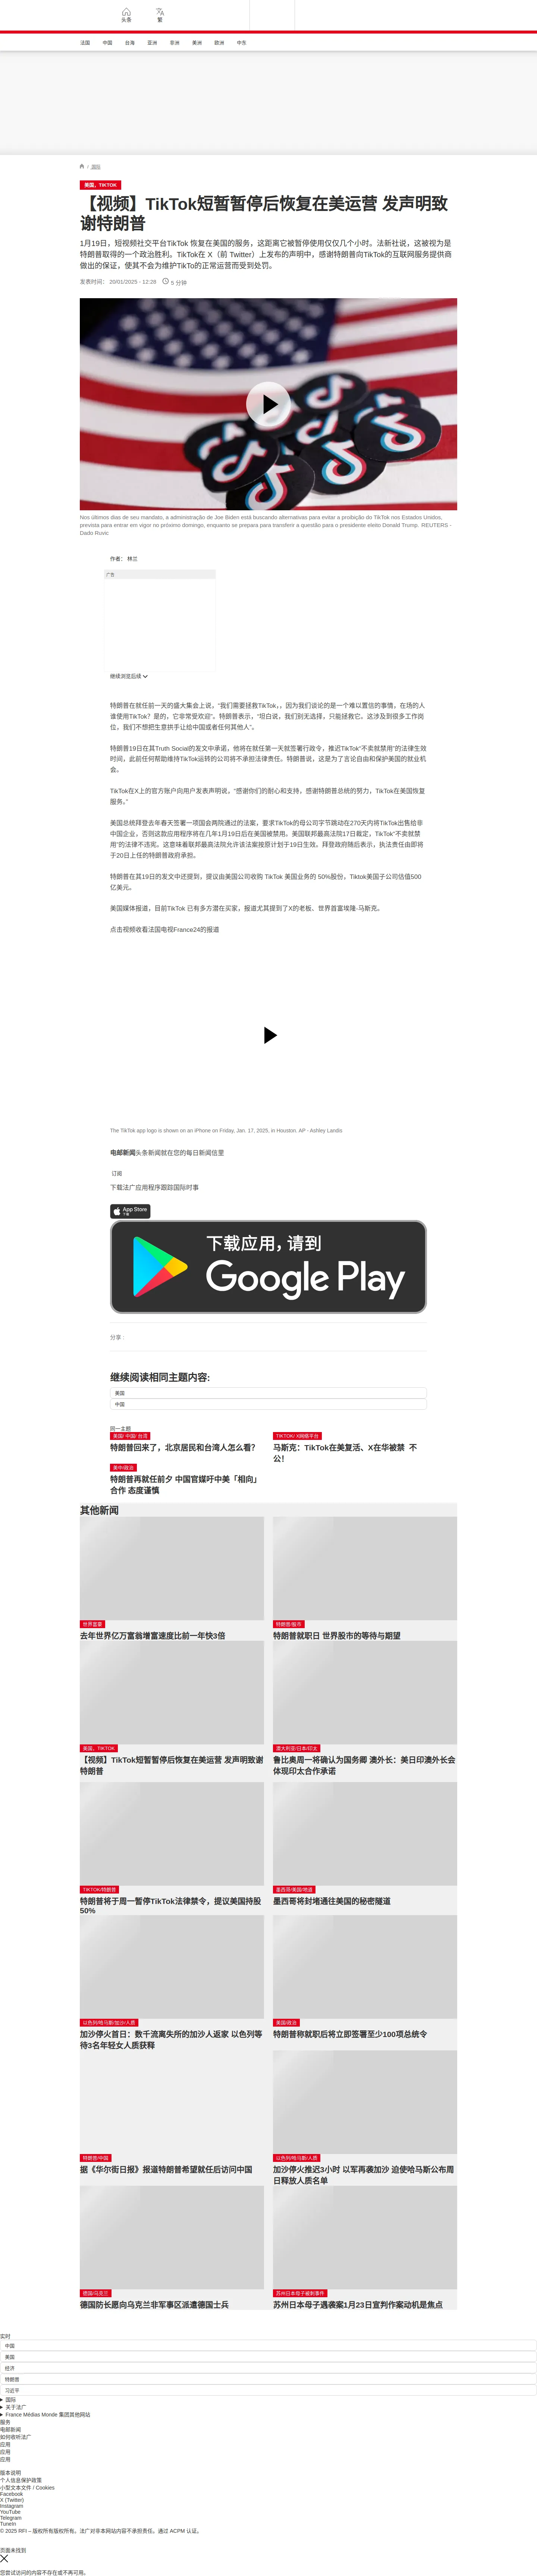 头条
繁
法国 中国 台海 亚洲 非洲 美洲 欧洲 中东
/ 国际
美国，TIKTOK
【视频】TikTok短暂暂停后恢复在美运营 发声明致
谢特朗普
1月19日，短视频社交平台TikTok 恢复在美国的服务，这距离它被暂停使用仅仅几个小时。法新社说，这被视为是
特朗普取得的一个政治胜利。TikTok在 X（前 Twitter）上发布的声明中，感谢特朗普向TikTok的互联网服务提供商
做出的保证，使其不会为维护TikTo的正常运营而受到处罚。
发表时间： 20/01/2025 - 12:28 5 分钟
Nos últimos dias de seu mandato, a administração de Joe Biden está buscando alternativas para evitar a proibição do TikTok nos Estados Unidos,
prevista para entrar em vigor no próximo domingo, enquanto se prepara para transferir a questão para o presidente eleito Donald Trump. REUTERS -
Dado Ruvic
作者： 林兰
广告
继续浏览后续
特朗普在就任前一天的盛大集会上说，“我们需要拯救TikTok，，因为我们谈论的是一个难以置信的事情，在场的人
谁使用TikTok？是的，它非常受欢迎”。特朗普表示，“坦白说，我们别无选择，只能拯救它。这涉及到很多工作岗
位，我们不想把生意拱手让给中国或者任何其他人”。
特朗普19日在其Truth Social的发文中承诺，他将在就任第一天就签署行政令，推迟TikTok“不卖就禁用”的法律生效
时间，此前任何帮助维持TikTok运转的公司将不承担法律责任。特朗普说，这是为了言论自由和保护美国的就业机
会。
TikTok在X上的官方账户向用户发表声明说，“感谢你们的耐心和支持，感谢特朗普总统的努力，TikTok在美国恢复
服务。”
美国总统拜登去年春天签署一项国会两院通过的法案，要求TikTok的母公司字节跳动在270天内将TikTok出售给非
中国企业，否则这款应用程序将在几年1月19日后在美国被禁用。美国联邦最高法院17日裁定，TikTok“不卖就禁
用”的法律不违宪。这意味着联邦最高法院允许该法案按原计划于19日生效。拜登政府随后表示，执法责任由即将
于20日上任的特朗普政府承担。
特朗普在其19日的发文中还提到，提议由美国公司收购 TikTok 美国业务的 50%股份，Tiktok美国子公司估值500
亿美元。
美国媒体报道，目前TikTok 已有多方潜在买家，报道尤其提到了X的老板、世界首富埃隆-马斯克。
点击视频收看法国电视France24的报道
The TikTok app logo is shown on an iPhone on Friday, Jan. 17, 2025, in Houston. AP - Ashley Landis
电邮新闻头条新闻就在您的每日新闻信里
订阅
下载法广应用程序跟踪国际时事
App Store
下载
下载应用，请到
Google Play
分享 :
继续阅读相同主题内容:
美国
中国
同一主题
美国/ 中国/ 台湾
特朗普回来了，北京居民和台湾人怎么看？
TIKTOK/ X网络平台
马斯克：TikTok在美复活、X在华被禁 不
公！
美中/政治
特朗普再就任前夕 中国官媒吁中美「相向」
合作 态度谨慎
其他新闻
世界富豪
去年世界亿万富翁增富速度比前一年快3倍
特朗普/股市
特朗普就职日 世界股市的等待与期望
美国，TIKTOK
【视频】TikTok短暂暂停后恢复在美运营 发声明致谢
特朗普
澳大利亚/日本/印太
鲁比奥周一将确认为国务卿 澳外长：美日印澳外长会
体现印太合作承诺
TIKTOK/特朗普
特朗普将于周一暂停TikTok法律禁令，提议美国持股
50%
墨西哥/美国/地道
墨西哥将封堵通往美国的秘密隧道
以色列/哈马斯/加沙/人质
加沙停火首日：数千流离失所的加沙人返家 以色列等
待3名年轻女人质获释
美国/政治
特朗普称就职后将立即签署至少100项总统令
特朗普/中国
据《华尔街日报》报道特朗普希望就任后访问中国
以色列/哈马斯/人质
加沙停火推迟3小时 以军再袭加沙 迫使哈马斯公布周
日释放人质名单
德国/乌克兰
德国防长愿向乌克兰非军事区派遣德国士兵
苏州日本母子被刺事件
苏州日本母子遇袭案1月23日宣判作案动机是焦点
实时
中国
美国
经济
特朗普
习近平
国际
关于法广
France Médias Monde 集团其他网站
服务
电邮新闻
如何收听法广
应用
应用
应用
版本说明
个人信息保护政策
小型文本文件 / Cookies
Facebook
X (Twitter)
Instagram
YouTube
Telegram
TuneIn
© 2025 RFI – 版权所有版权所有。法广对非本网站内容不承担责任。通过 ACPM 认证。
页面未找到
您尝试访问的内容不存在或不再可用。